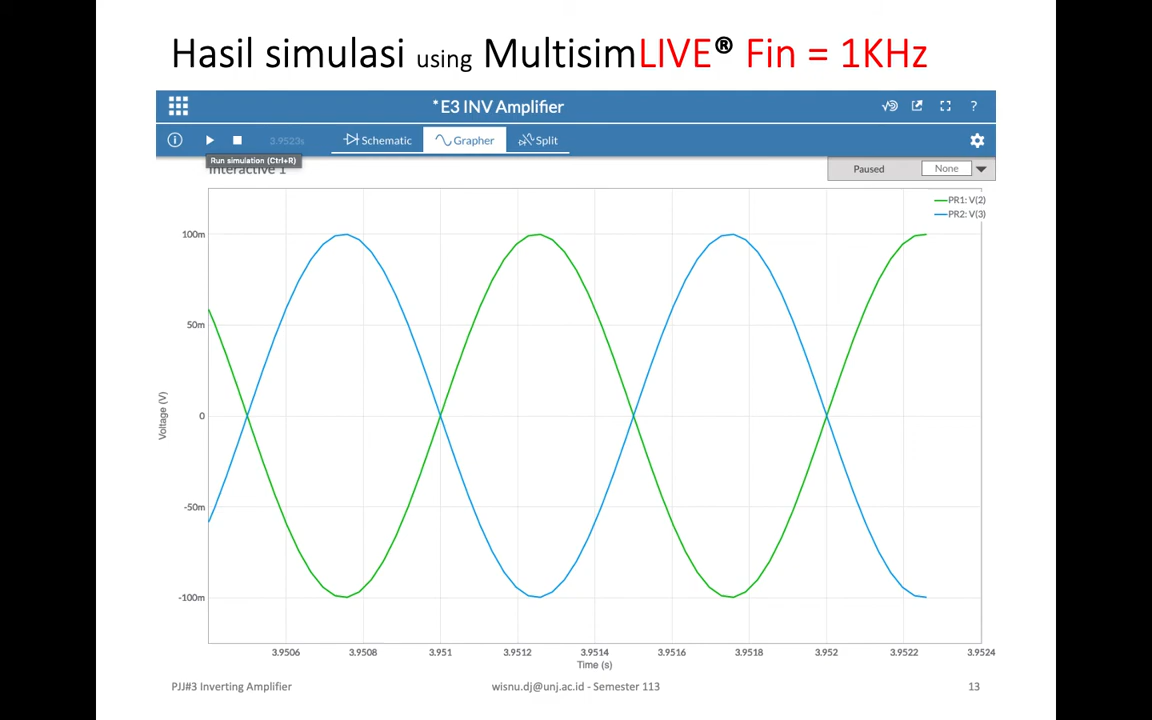 Hasil simulasi using MultisimLIVE® Fin = 1KHz
*E3 INV Amplifier
?
3.9523s
Schematic
Grapher
Split
Run simulation (Ctrl+R)
Interactive 1
Paused
None
PR1: V(2)
PR2: V(3)
100m
50m
0
-50m
-100m
Voltage (V)
3.9506 3.9508 3.951 3.9512 3.9514 3.9516 3.9518 3.952 3.9522 3.9524
Time (s)
PJJ#3 Inverting Amplifier
wisnu.dj@unj.ac.id - Semester 113
13